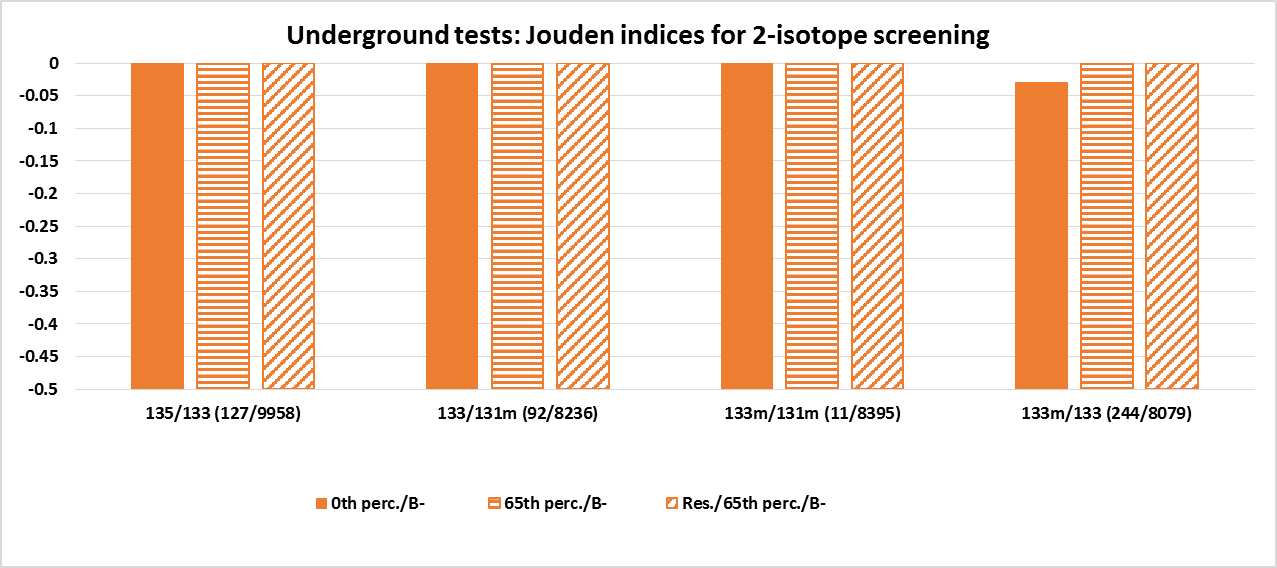 Underground tests: Jouden indices for 2-isotope screening
0
-0.05
-0.1
-0.15
-0.2
-0.25
-0.3
-0.35
-0.4
-0.45
-0.5
135/133 (127/9958)
133/131m (92/8236)
133m/131m (11/8395)
133m/133 (244/8079)
0th perc./B-
65th perc./B-
Res./65th perc./B-